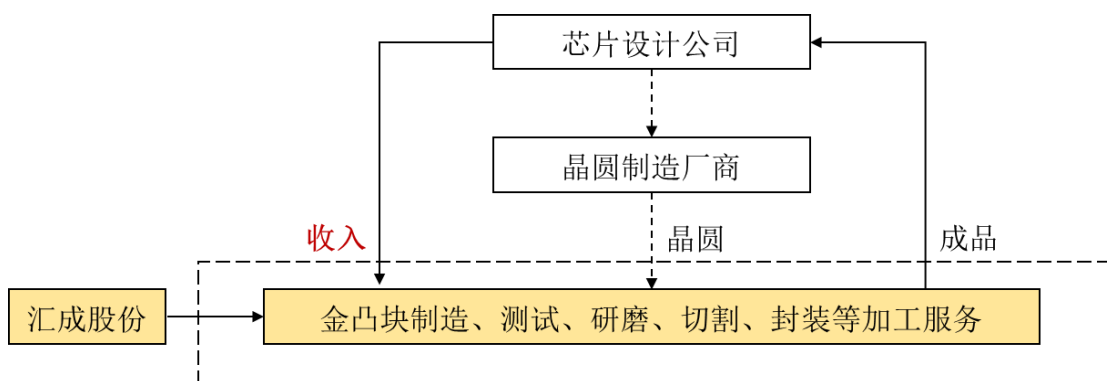 芯片设计公司
晶圆制造厂商
收入
晶圆
成品
汇成股份
金凸块制造、测试、研磨、切割、封装等加工服务